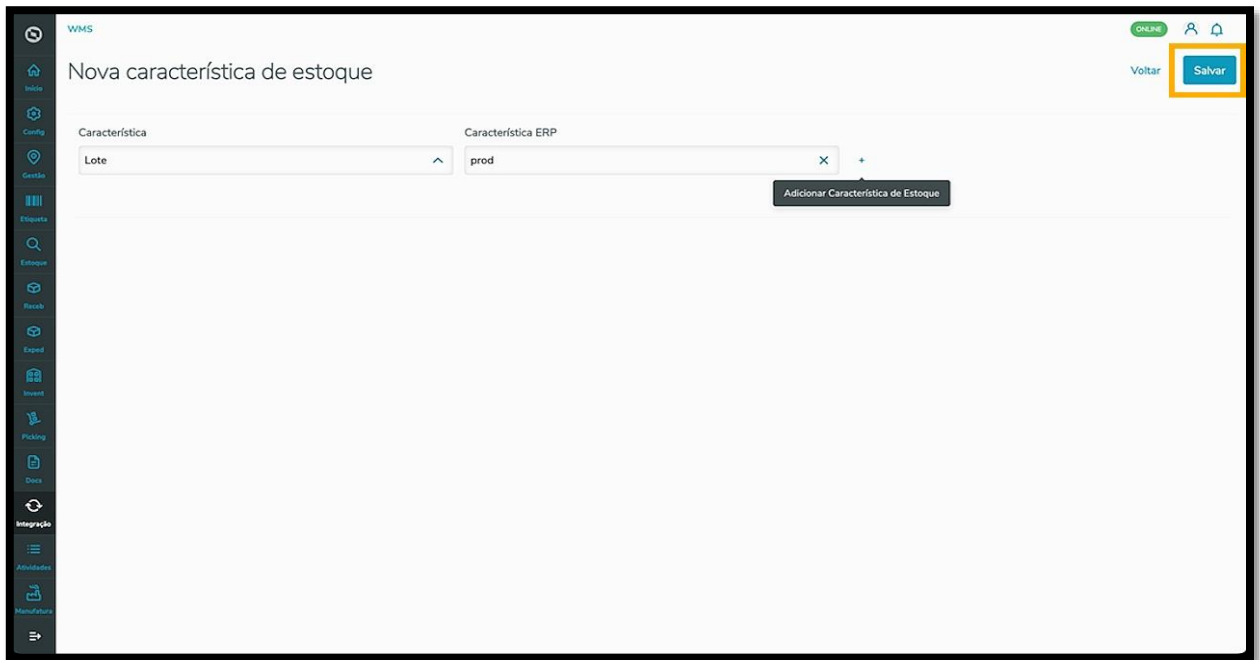 WMS
ONLINE
Nova característica de estoque
Voltar
Salvar
Característica
Característica ERP
Lote
prod
+
Adicionar Característica de Estoque
Início
Config
Gestão
Etiqueta
Estoque
Receb
Exped
Invent
Picking
Docs
Integração
Atividades
Manufatura